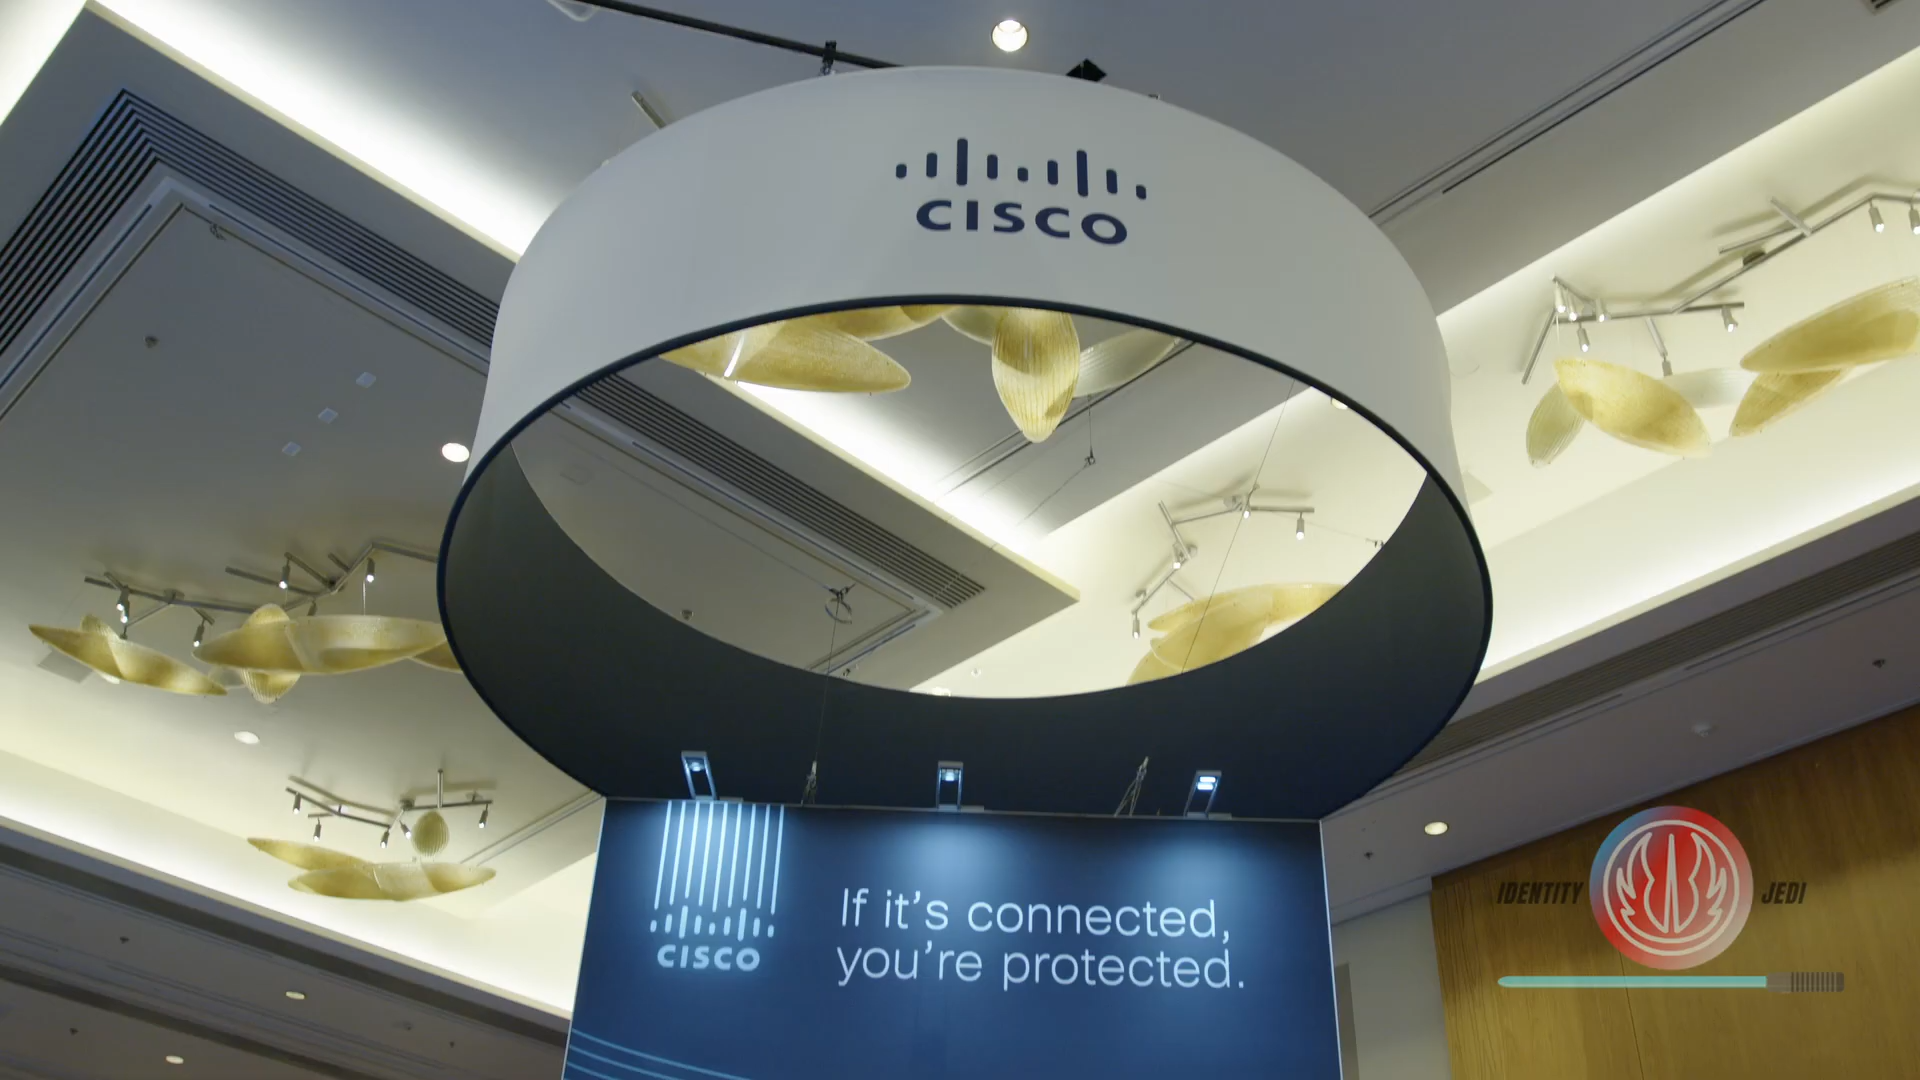 CISCO
CISCO
If it's connected,
you're protected.
IDENTITY JEDI